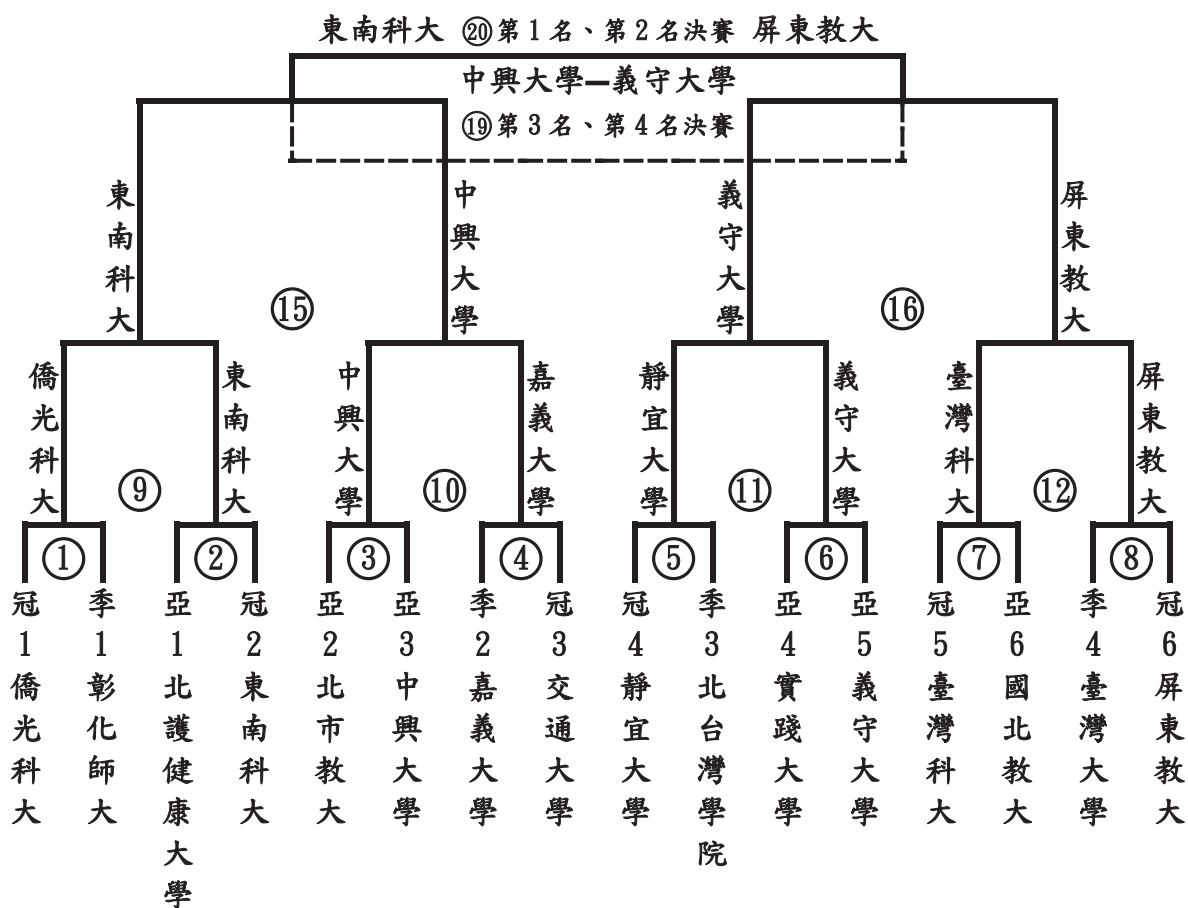 東南科大 ⑳第1名、第2名決賽 屏東教大
中興大學—義守大學
⑲第3名、第4名決賽
東南科大
中興大學
義守大學
屏東教大
⑮
⑯
僑光科大
東南科大
中興大學
嘉義大學
靜宜大學
義守大學
臺灣科大
屏東教大
⑨
⑩
⑪
⑫
①
②
③
④
⑤
⑥
⑦
⑧
冠1僑光科大
季1彰化師大
亞1北護健康大學
冠2東南科大
亞2北市教大
亞3中興大學
季2嘉義大學
冠3交通大學
冠4靜宜大學
季3北台灣學院
亞4實踐大學
亞5義守大學
冠5臺灣科大
亞6國北教大
季4臺灣大學
冠6屏東教大